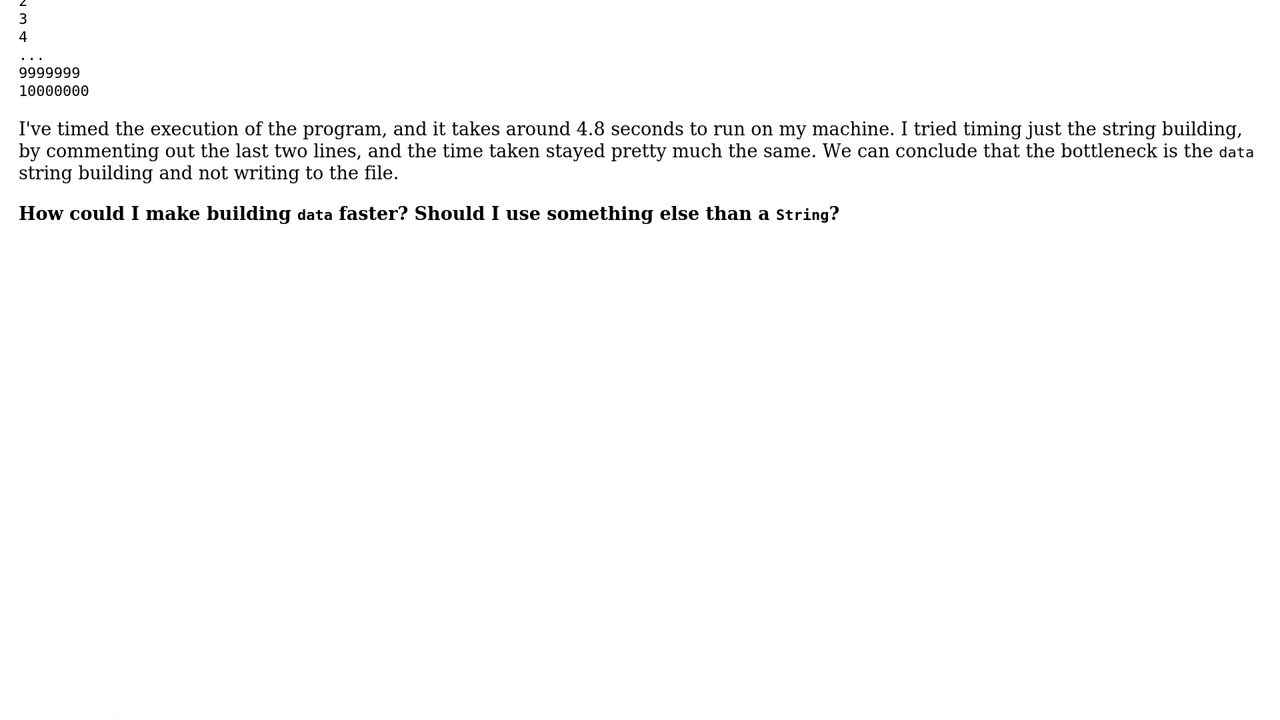 2
3
4
...
9999999
10000000
I've timed the execution of the program, and it takes around 4.8 seconds to run on my machine. I tried timing just the string building,
by commenting out the last two lines, and the time taken stayed pretty much the same. We can conclude that the bottleneck is the data
string building and not writing to the file.
How could I make building data faster? Should I use something else than a String?